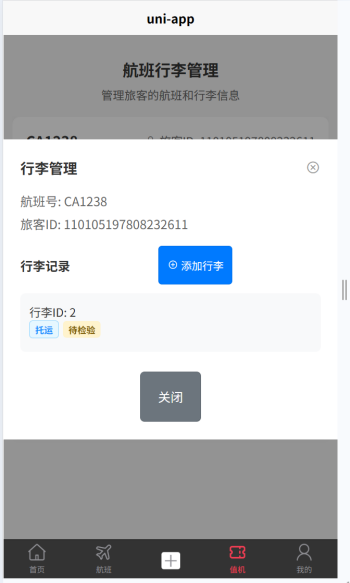 uni-app
航班行李管理
管理旅客的航班和行李信息
行李管理
航班号: CA1238
旅客ID: 110105197808232611
行李记录
添加行李
行李ID: 2
托运 待检验
关闭
首页 航班 值机 我的